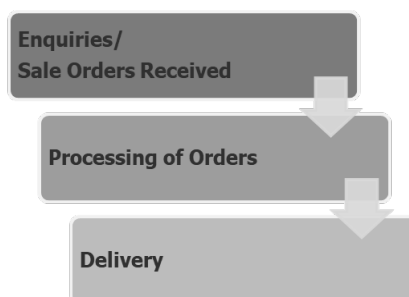 Enquiries/
Sale Orders Received
Processing of Orders
Delivery